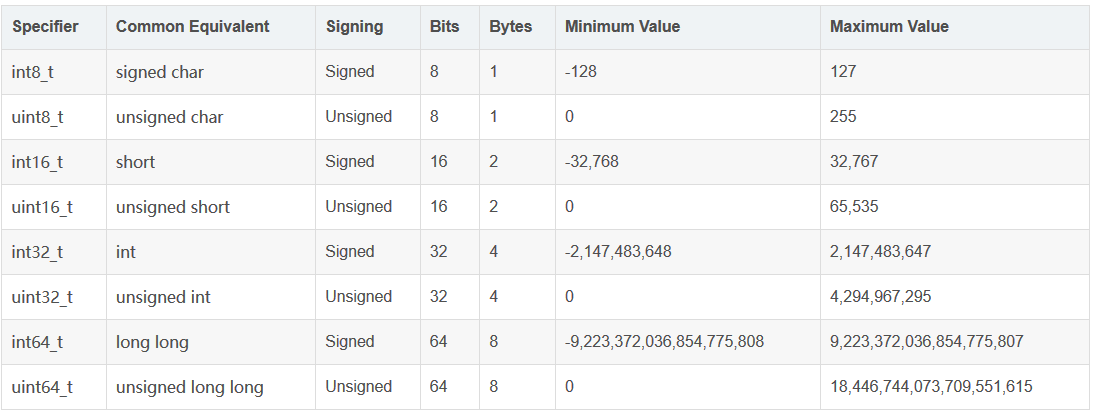 Specifier Common Equivalent Signing Bits Bytes Minimum Value Maximum Value
int8_t signed char Signed 8 1 -128 127
uint8_t unsigned char Unsigned 8 1 0 255
int16_t short Signed 16 2 -32,768 32,767
uint16_t unsigned short Unsigned 16 2 0 65,535
int32_t int Signed 32 4 -2,147,483,648 2,147,483,647
uint32_t unsigned int Unsigned 32 4 0 4,294,967,295
int64_t long long Signed 64 8 -9,223,372,036,854,775,808 9,223,372,036,854,775,807
uint64_t unsigned long long Unsigned 64 8 0 18,446,744,073,709,551,615